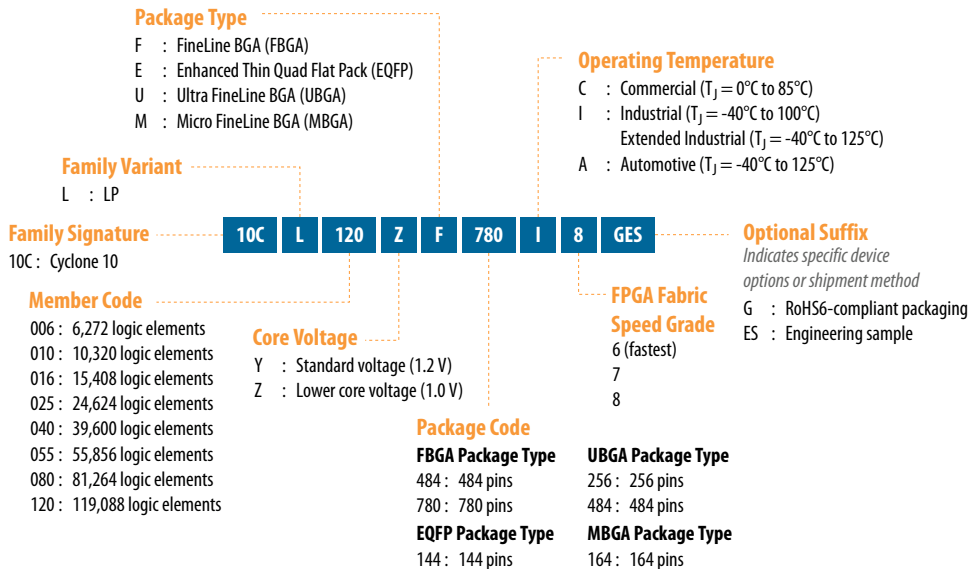 Package Type
F : FineLine BGA (FBGA)
E : Enhanced Thin Quad Flat Pack (EQFP)
U : Ultra FineLine BGA (UBGA)
M : Micro FineLine BGA (MBGA)
Operating Temperature
C : Commercial (TJ = 0°C to 85°C)
I : Industrial (TJ = -40°C to 100°C)
Extended Industrial (TJ = -40°C to 125°C)
A : Automotive (TJ = -40°C to 125°C)
Family Variant
L : LP
Family Signature
10C : Cyclone 10
10C L 120 Z F 780 I 8 GES
Optional Suffix
Indicates specific device
options or shipment method
G : RoHS6-compliant packaging
ES : Engineering sample
Member Code
006 : 6,272 logic elements
010 : 10,320 logic elements
016 : 15,408 logic elements
025 : 24,624 logic elements
040 : 39,600 logic elements
055 : 55,856 logic elements
080 : 81,264 logic elements
120 : 119,088 logic elements
Core Voltage
Y : Standard voltage (1.2 V)
Z : Lower core voltage (1.0 V)
FPGA Fabric
Speed Grade
6 (fastest)
7
8
Package Code
FBGA Package Type
484 : 484 pins
780 : 780 pins
EQFP Package Type
144 : 144 pins
UBGA Package Type
256 : 256 pins
484 : 484 pins
MBGA Package Type
164 : 164 pins